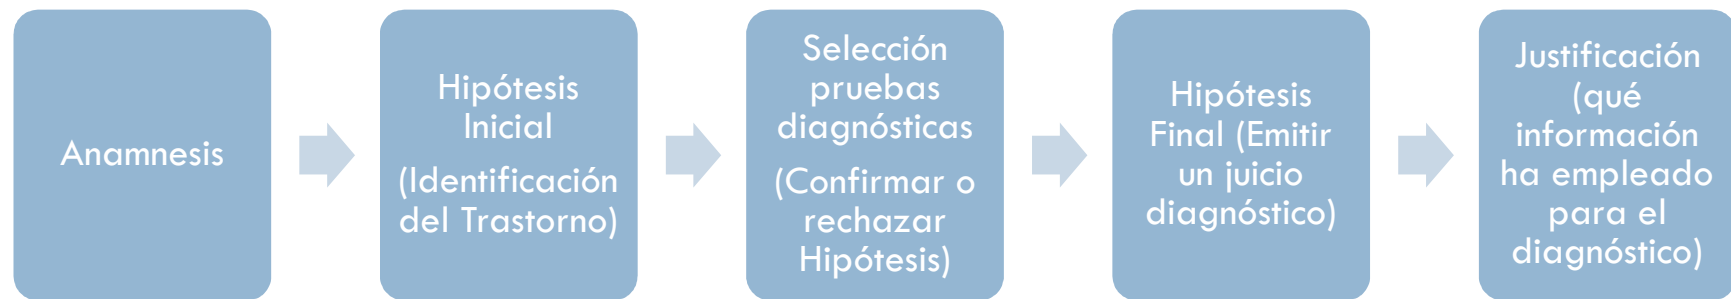 Anamnesis
Hipótesis
Inicial
(Identificación
del Trastorno)
Selección
pruebas
diagnósticas
(Confirmar o
rechazar
Hipótesis)
Hipótesis
Final (Emitir
un juicio
diagnóstico)
Justificación
(qué
información
ha empleado
para el
diagnóstico)